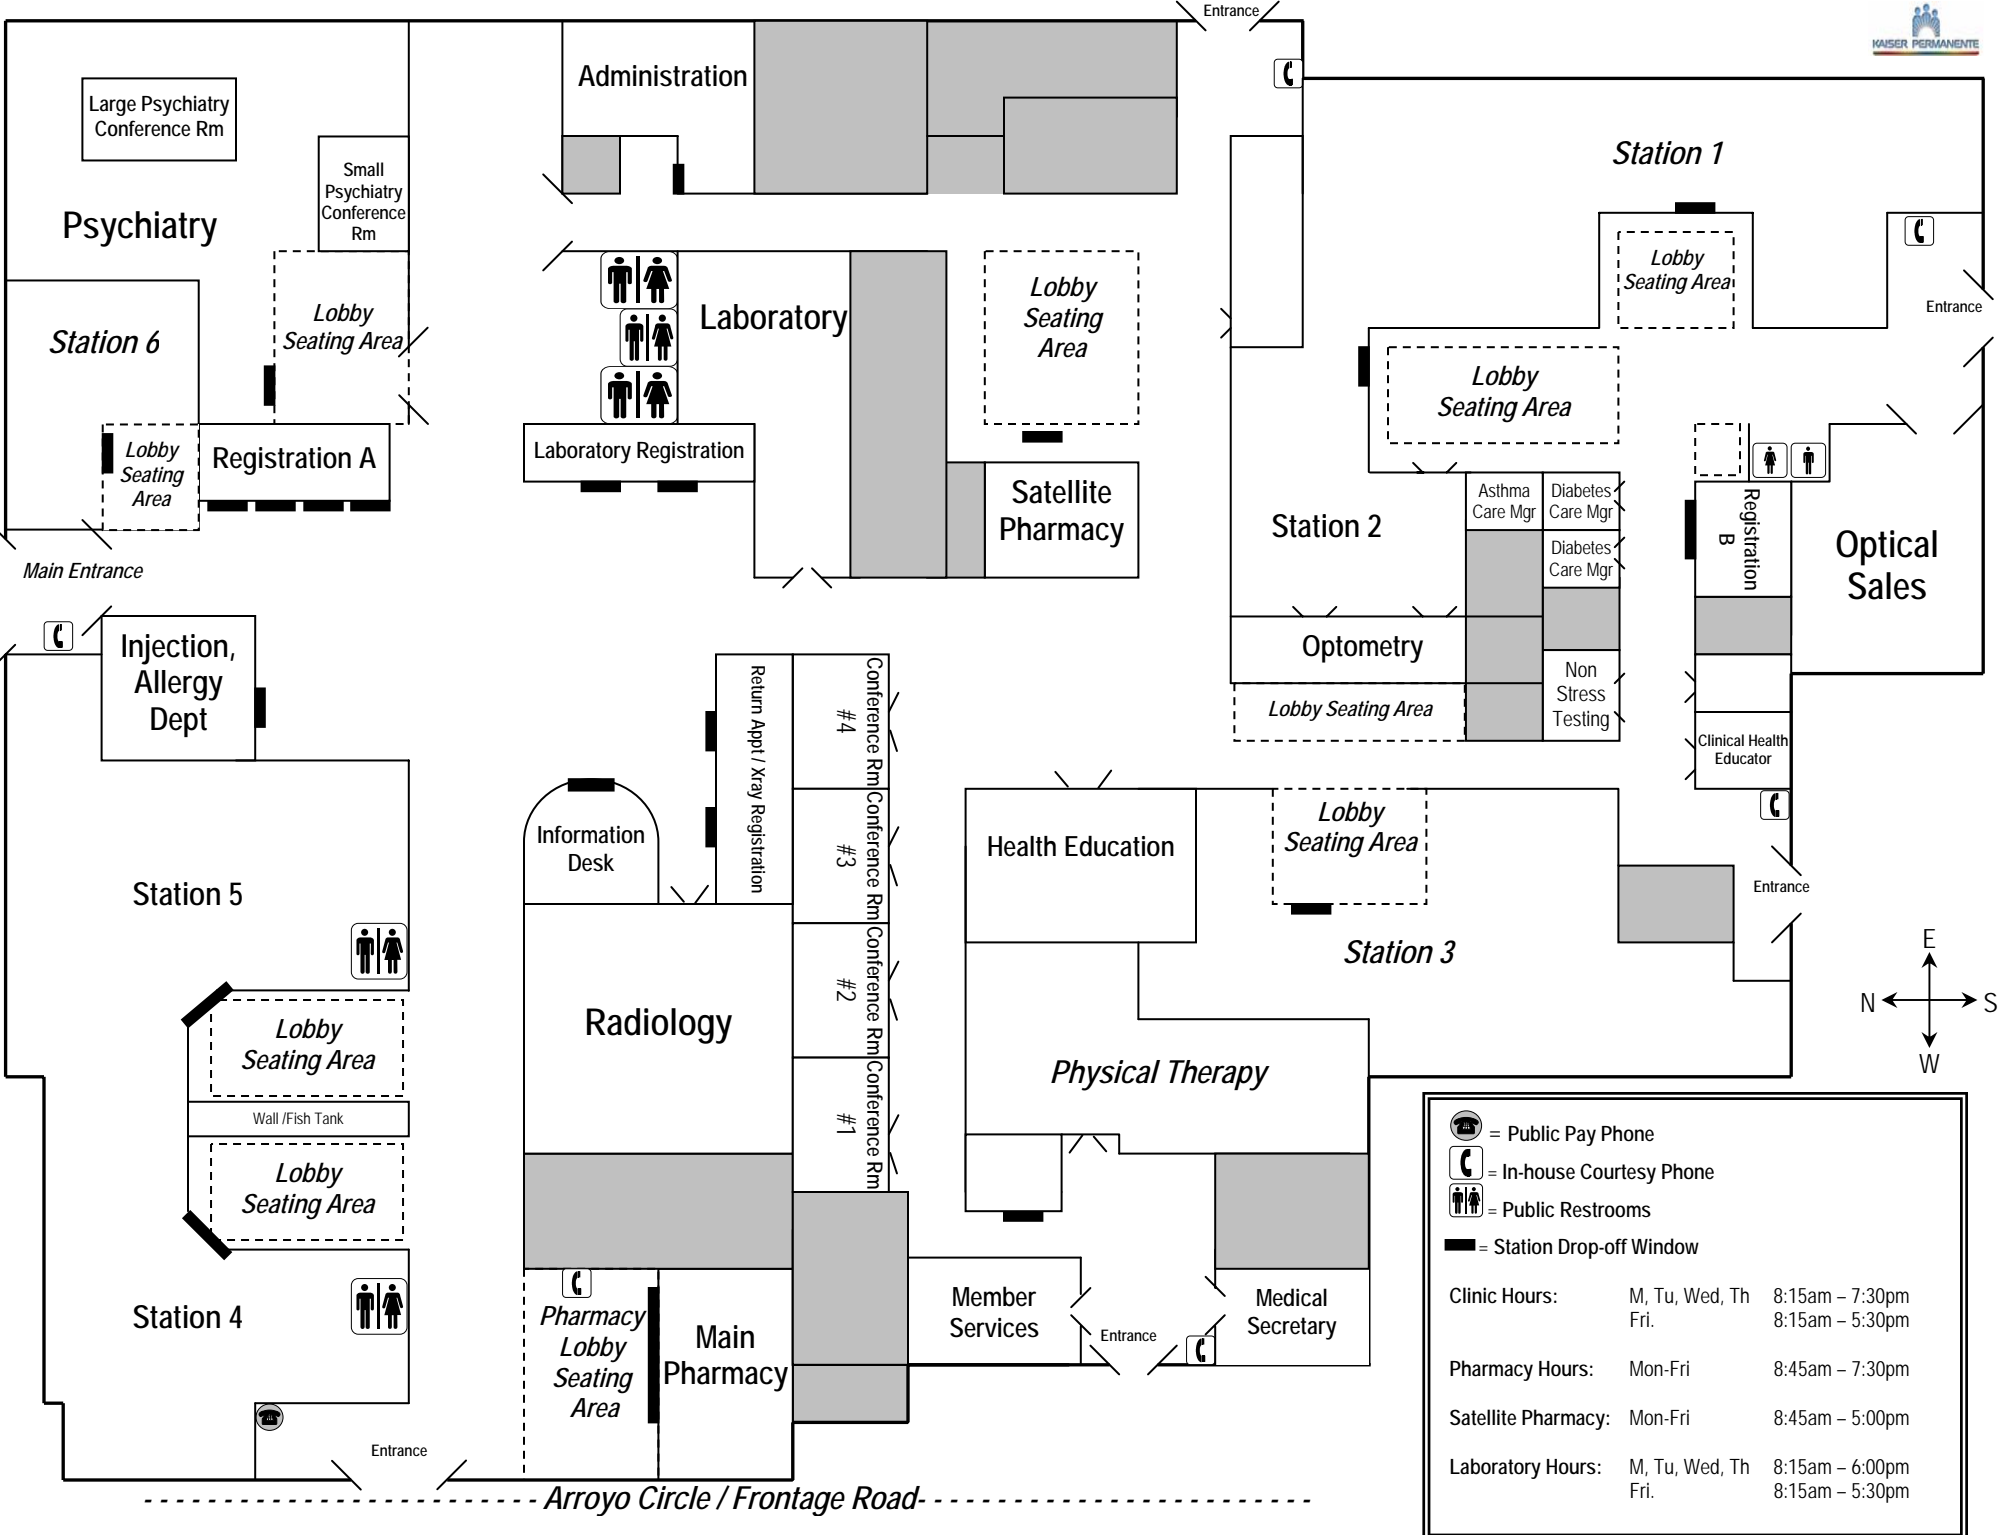 Entrance
KAISER PERMANENTE
Administration
Large Psychiatry
Conference Rm
Small
Psychiatry
Conference
Rm
Psychiatry
Station 1
Lobby
Seating Area
Entrance
Station 6
Lobby
Seating Area
Laboratory
Lobby
Seating
Area
Lobby
Seating Area
Lobby
Seating
Area
Registration A
Laboratory Registration
Satellite
Pharmacy
Station 2
Asthma
Care Mgr
Diabetes
Care Mgr
Diabetes
Care Mgr
Registration
B
Optical
Sales
Main Entrance
Injection,
Allergy
Dept
Optometry
Lobby Seating Area
Non
Stress
Testing
Clinical Health
Educator
Return Appt / Xray Registration
Conference Rm
#4
Conference Rm
#3
Conference Rm
#2
Conference Rm
#1
Information
Desk
Health Education
Lobby
Seating Area
Entrance
Station 5
Station 3
Radiology
Lobby
Seating Area
Wall /Fish Tank
Lobby
Seating Area
Physical Therapy
E
N
S
W
Station 4
Pharmacy
Lobby
Seating
Area
Main
Pharmacy
Member
Services
Entrance
Medical
Secretary
Entrance
Arroyo Circle / Frontage Road
= Public Pay Phone
= In-house Courtesy Phone
= Public Restrooms
= Station Drop-off Window
Clinic Hours: M, Tu, Wed, Th 8:15am – 7:30pm
Fri. 8:15am – 5:30pm
Pharmacy Hours: Mon-Fri 8:45am – 7:30pm
Satellite Pharmacy: Mon-Fri 8:45am – 5:00pm
Laboratory Hours: M, Tu, Wed, Th 8:15am – 6:00pm
Fri. 8:15am – 5:30pm